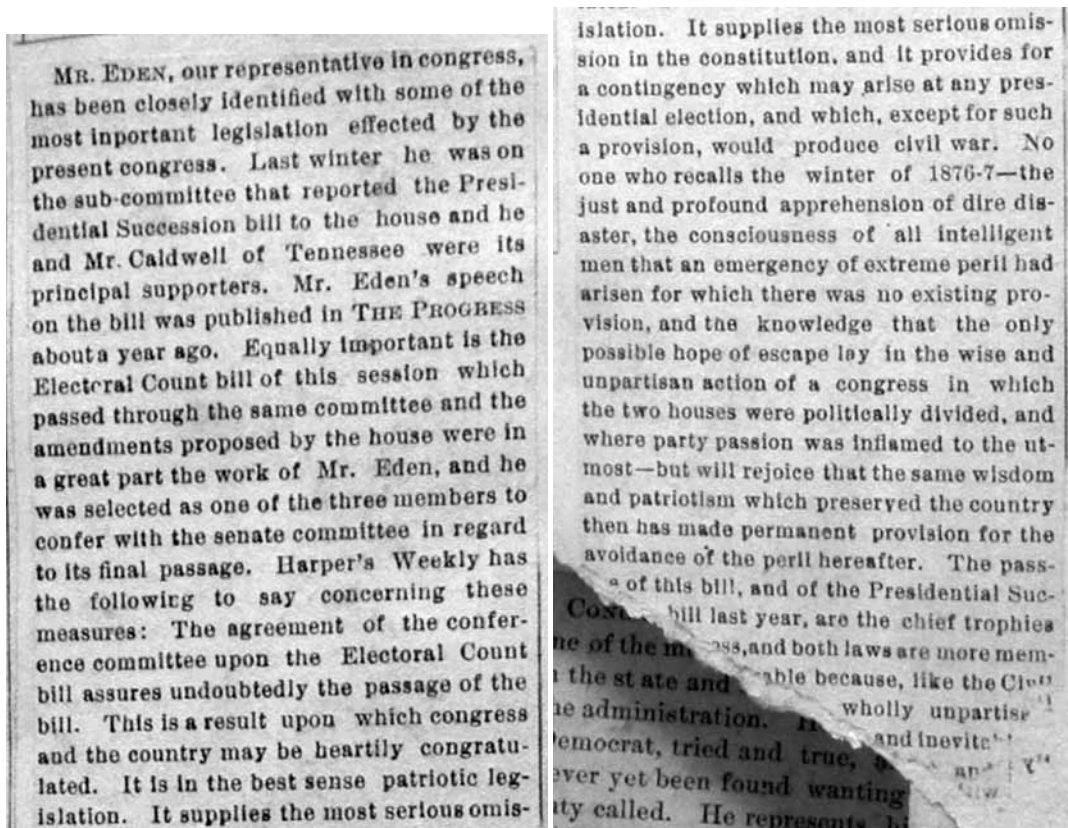 MR. EDEN, our representative in congress,
has been closely identified with some of the
most inportant legislation effected by the
present congress. Last winter he was on
the sub-committee that reported the Presi-
dential Succession bill to the house and he
and Mr. Caldwell of Tennessee were its
principal supporters. Mr. Eden's speech
on the bill was published in THE PROGRESS
about a year ago. Equally important is the
Electoral Count bill of this session which
passed through the same committee and the
amendments proposed by the house were in
a great part the work of Mr. Eden, and he
was selected as one of the three members to
confer with the senate committee in regard
to its final passage. Harper's Weekly has
the following to say concerning these
measures: The agreement of the confer-
ence committee upon the Electoral Count
bill assures undoubtedly the passage of the
bill. This is a result upon which congress
and the country may be heartily congratu-
lated. It is in the best sense patriotic leg-
islation. It supplies the most serious omis-
islation. It supplies the most serious omis-
sion in the constitution, and it provides for
a contingency which may arise at any pres-
idential election, and which, except for such
a provision, would produce civil war. No
one who recalls the winter of 1876-7—the
just and profound apprehension of dire dis-
aster, the consciousness of all intelligent
men that an emergency of extreme peril had
arisen for which there was no existing pro-
vision, and the knowledge that the only
possible hope of escape lay in the wise and
unpartisan action of a congress in which
the two houses were politically divided, and
where party passion was inflamed to the ut-
most—but will rejoice that the same wisdom
and patriotism which preserved the country
then has made permanent provision for the
avoidance of the peril hereafter. The pass-
of this bill, and of the Presidential Suc-
bill last year, are the chief trophies
ne of the and both laws are more mem-
the state and able because, like the
administration. wholly
emocrat, tried and true, and
ever yet been found wanting
ty called. He represents